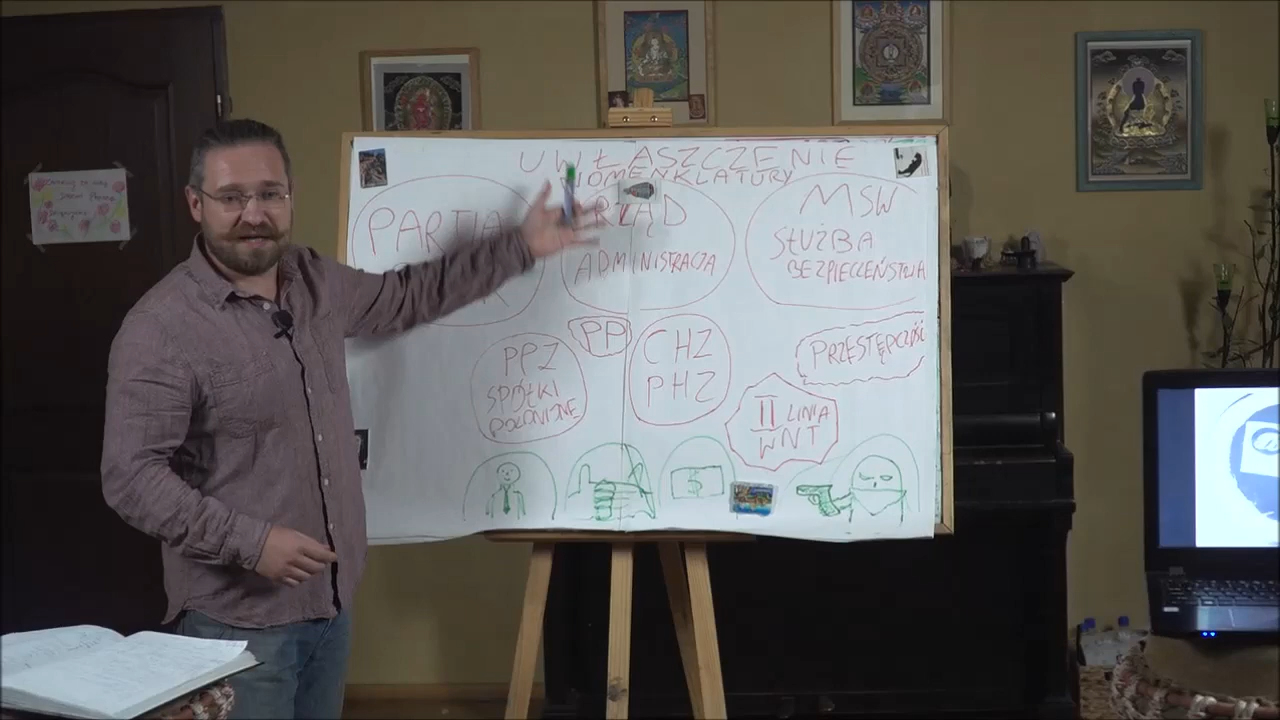 UWŁASZCZENIE
NOMENKLATURY
PARTIA
RZĄD
ADMINISTRACJA
MSW
SŁUŻBA
BEZPIECZEŃSTWA
PPZ
SPÓŁKI
POLONIJNE
PP
CHZ
PHZ
PRZESTĘPCZOŚĆ
II LINIA
WNT
$